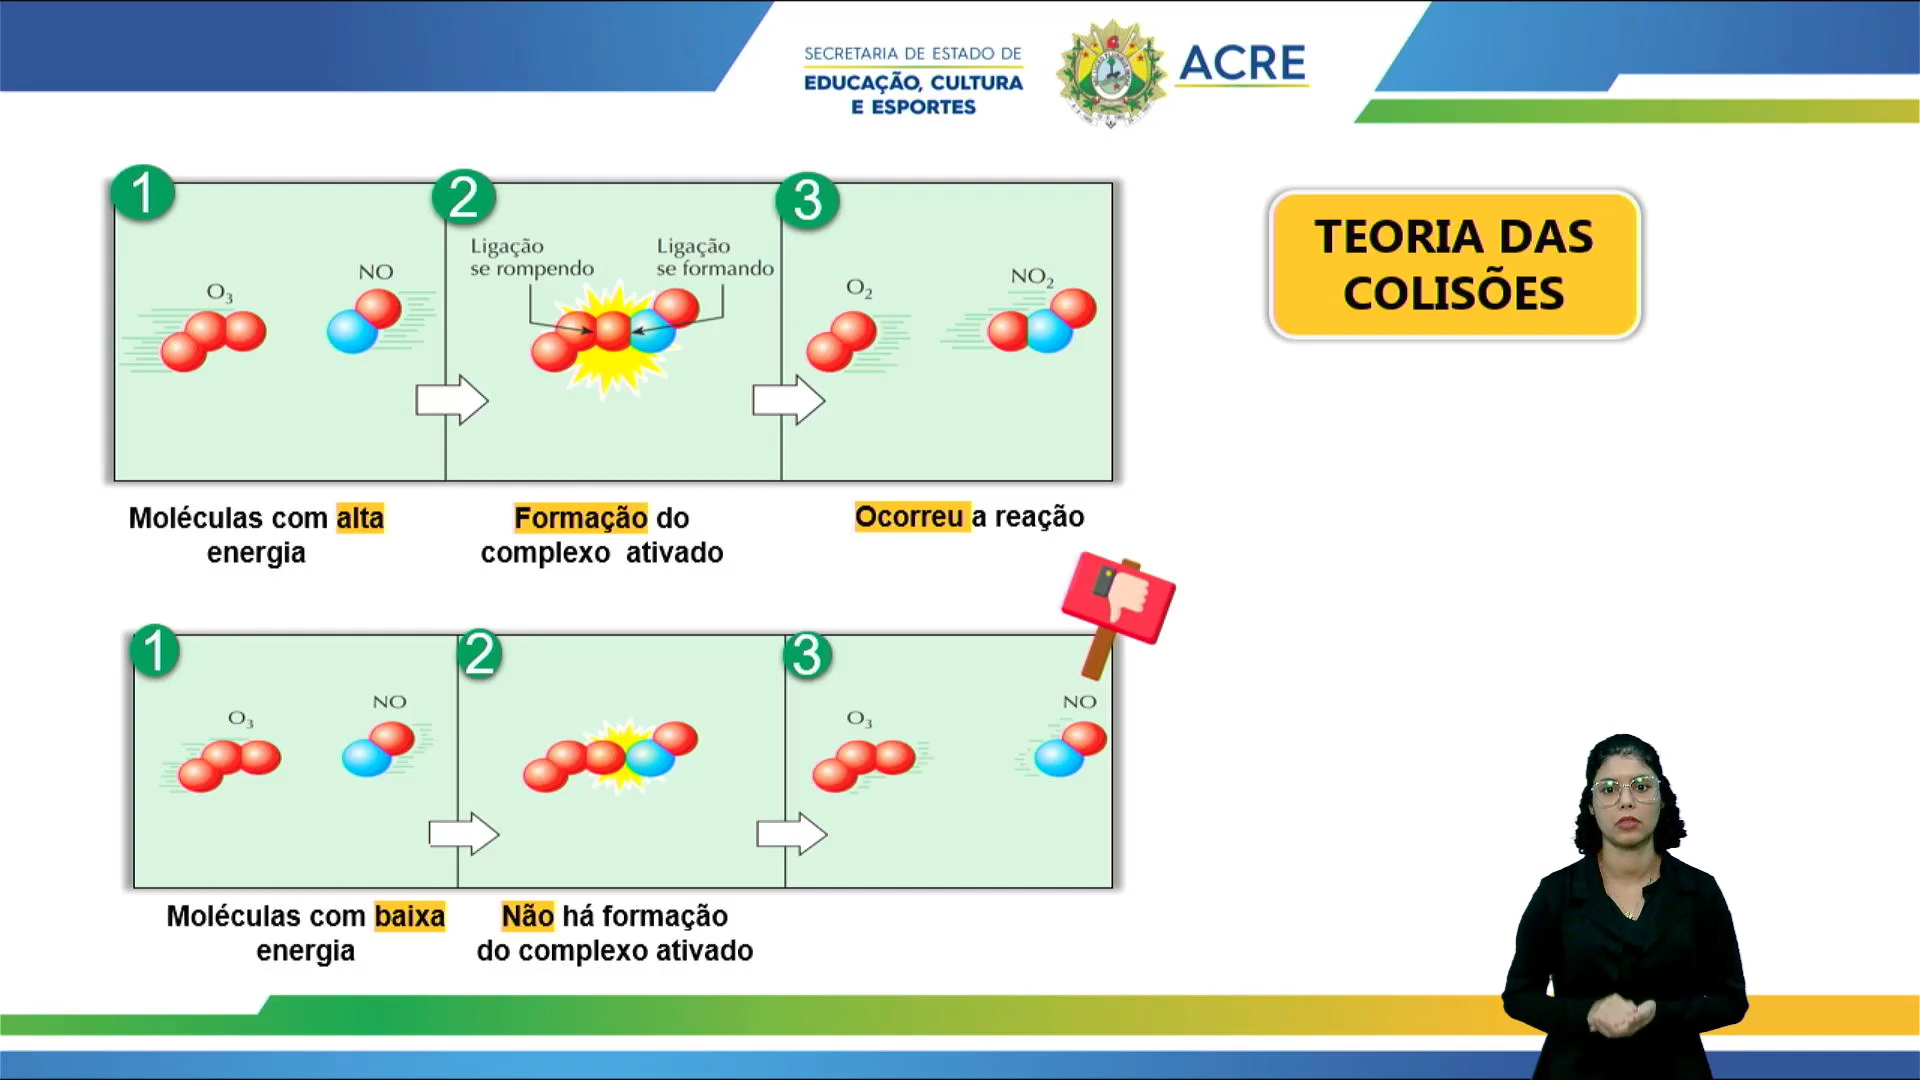 SECRETARIA DE ESTADO DE
EDUCAÇÃO, CULTURA
E ESPORTES
ACRE
TEORIA DAS
COLISÕES
1
2
3
O₃
NO
Ligação
se rompendo
Ligação
se formando
O₂
NO₂
Moléculas com alta
energia
Formação do
complexo ativado
Ocorreu a reação
1
2
3
O₃
NO
O₃
NO
Moléculas com baixa
energia
Não há formação
do complexo ativado